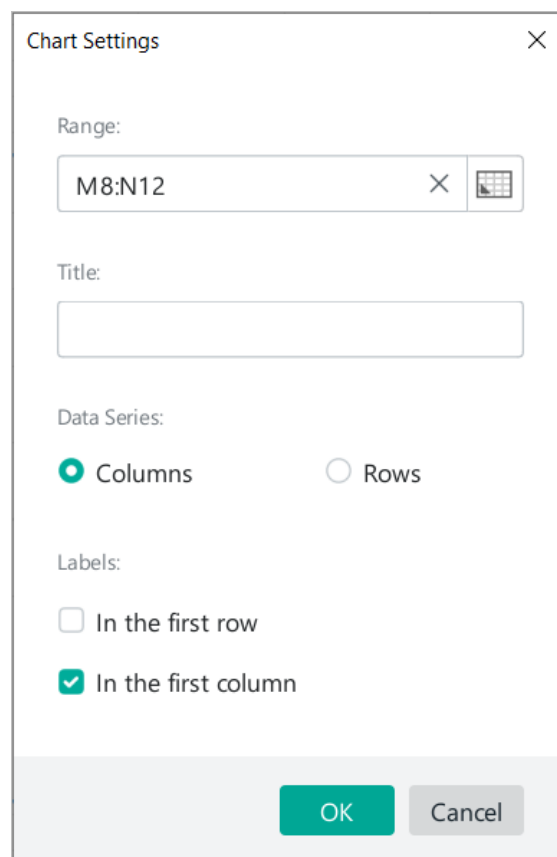 Chart Settings
Range:
M8:N12
Title:
Data Series:
Columns Rows
Labels:
In the first row
In the first column
OK Cancel